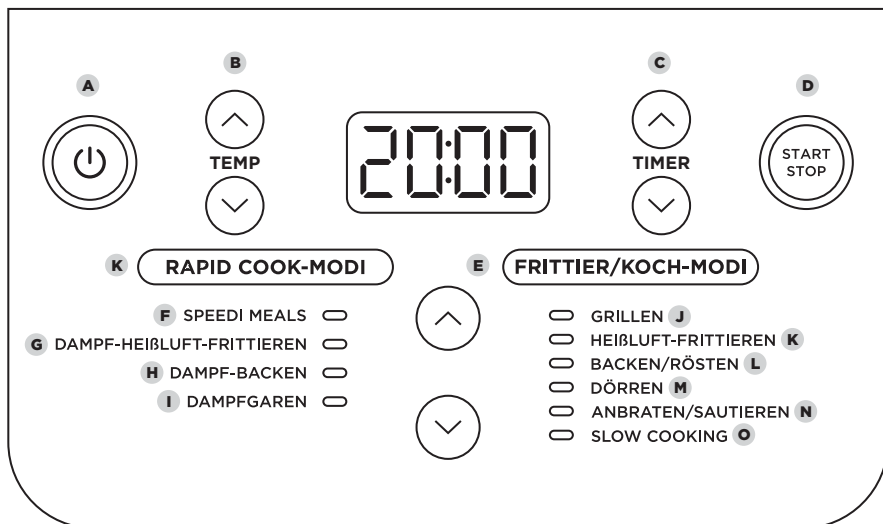 B
C
A
D
TEMP
20:00
TIMER
START
STOP
K RAPID COOK-MODI
E FRITTIER/KOCH-MODI
F SPEEDI MEALS
G DAMPF-HEIßLUFT-FRITTIEREN
H DAMPF-BACKEN
I DAMPFGAREN
GRILLEN J
HEIßLUFT-FRITTIEREN K
BACKEN/RÖSTEN L
DÖRREN M
ANBRATEN/SAUTIEREN N
SLOW COOKING O